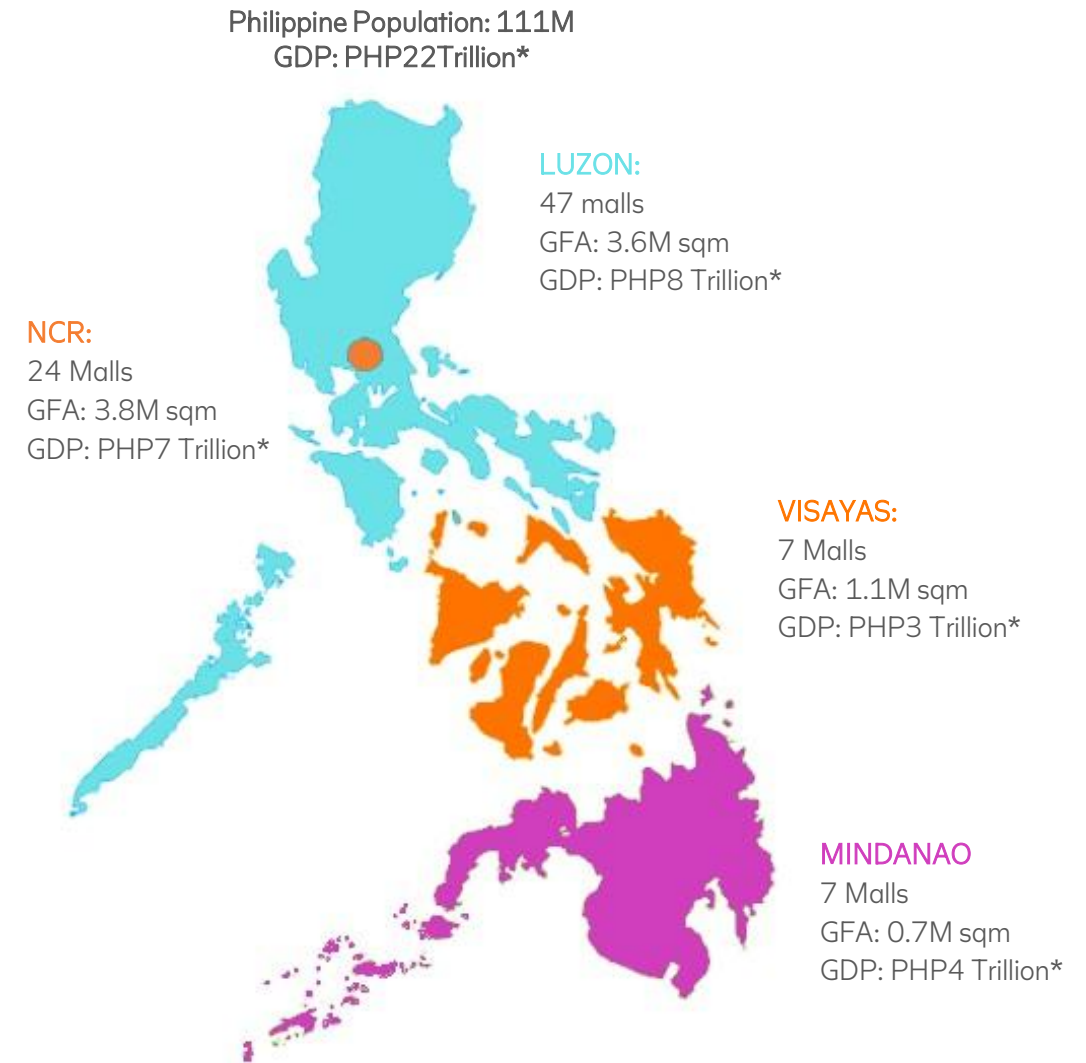 Philippine Population: 111M
GDP: PHP22Trillion*
LUZON:
47 malls
GFA: 3.6M sqm
GDP: PHP8 Trillion*
NCR:
24 Malls
GFA: 3.8M sqm
GDP: PHP7 Trillion*
VISAYAS:
7 Malls
GFA: 1.1M sqm
GDP: PHP3 Trillion*
MINDANAO
7 Malls
GFA: 0.7M sqm
GDP: PHP4 Trillion*